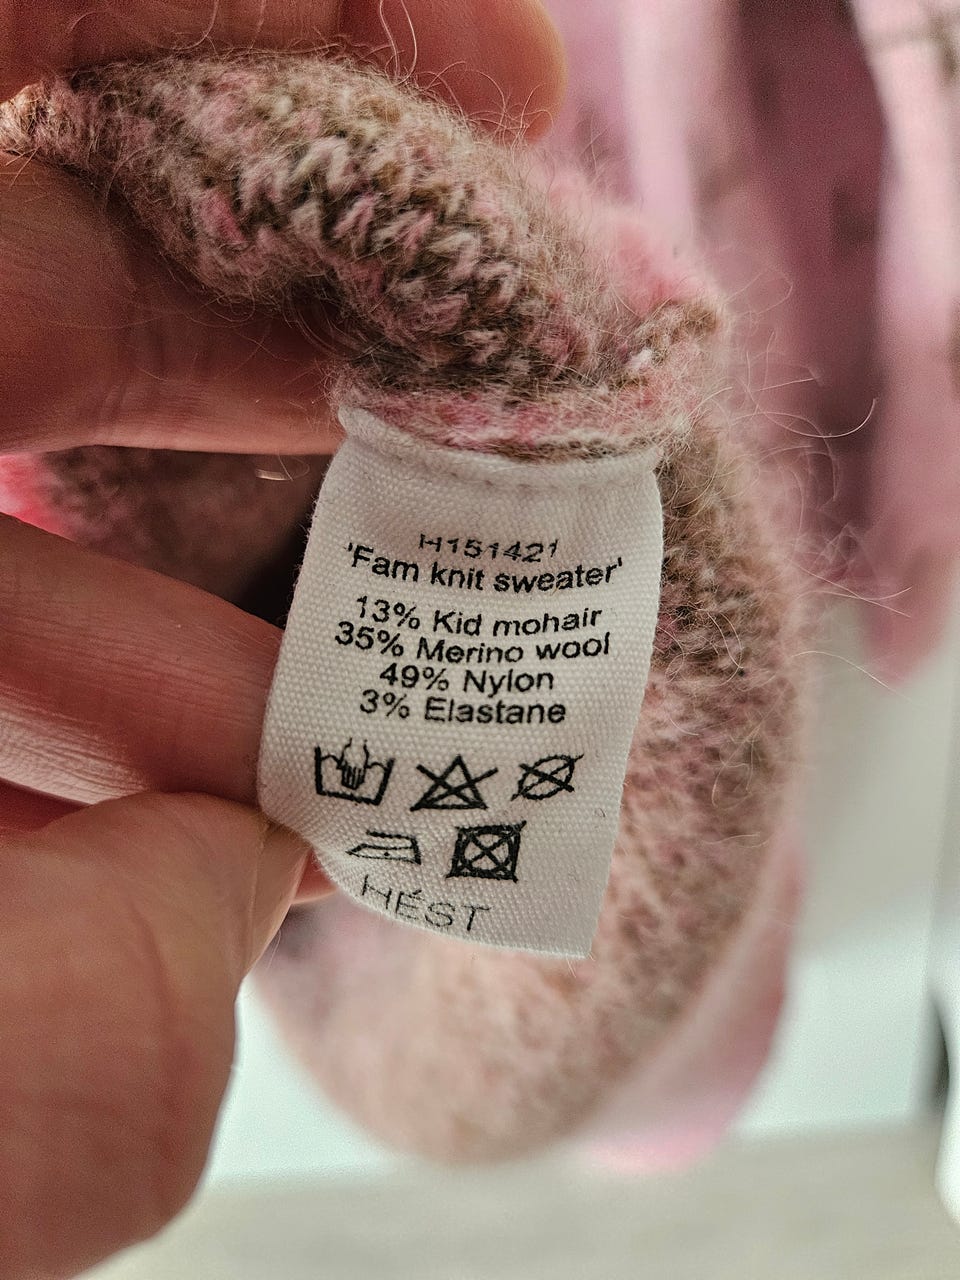 H151421
'Fam knit sweater'
13% Kid mohair
35% Merino wool
49% Nylon
3% Elastane
HÉST